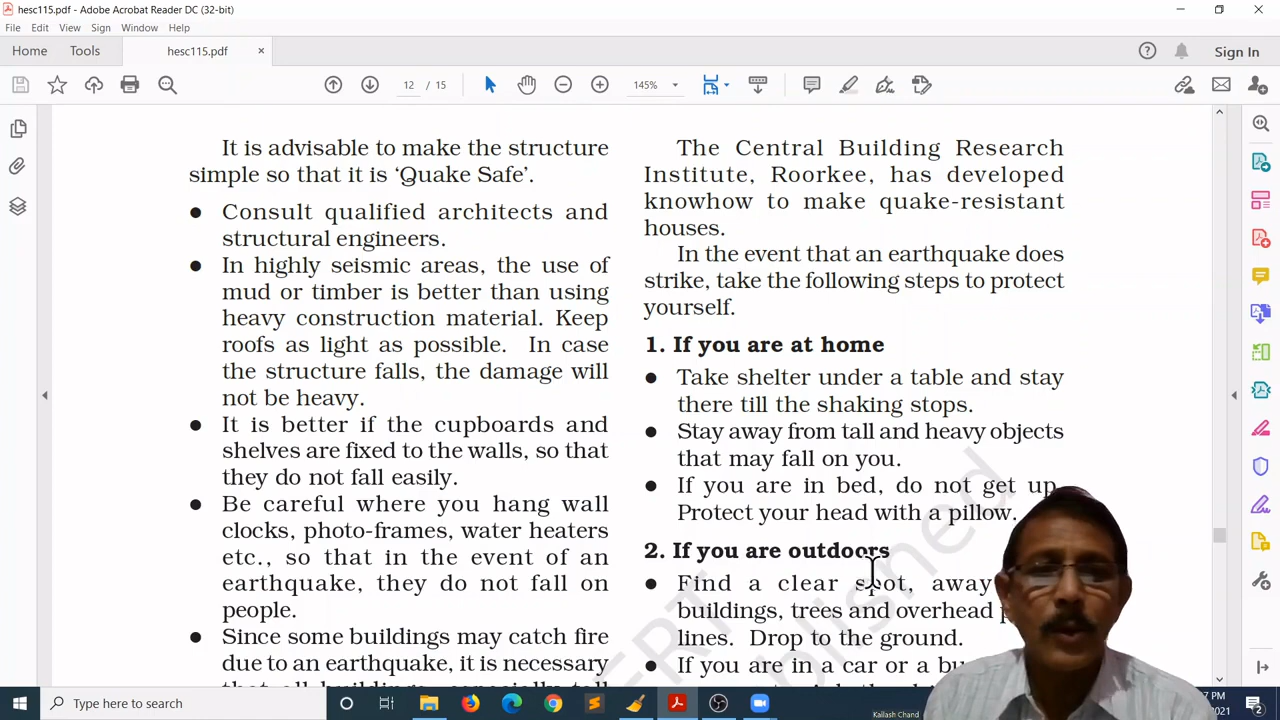 hesc115.pdf - Adobe Acrobat Reader DC (32-bit)
File Edit View Sign Window Help
Home Tools hesc115.pdf Sign In
12 / 15 145%
It is advisable to make the structure
simple so that it is ‘Quake Safe’.
● Consult qualified architects and
structural engineers.
● In highly seismic areas, the use of
mud or timber is better than using
heavy construction material. Keep
roofs as light as possible. In case
the structure falls, the damage will
not be heavy.
● It is better if the cupboards and
shelves are fixed to the walls, so that
they do not fall easily.
● Be careful where you hang wall
clocks, photo-frames, water heaters
etc., so that in the event of an
earthquake, they do not fall on
people.
● Since some buildings may catch fire
due to an earthquake, it is necessary
that all buildings, especially tall
The Central Building Research
Institute, Roorkee, has developed
knowhow to make quake-resistant
houses.
In the event that an earthquake does
strike, take the following steps to protect
yourself.
1. If you are at home
● Take shelter under a table and stay
there till the shaking stops.
● Stay away from tall and heavy objects
that may fall on you.
● If you are in bed, do not get up.
Protect your head with a pillow.
2. If you are outdoors
● Find a clear spot, away
buildings, trees and overhead
lines. Drop to the ground.
● If you are in a car or a
Type here to search
Kallash Chand
PM
2021
2